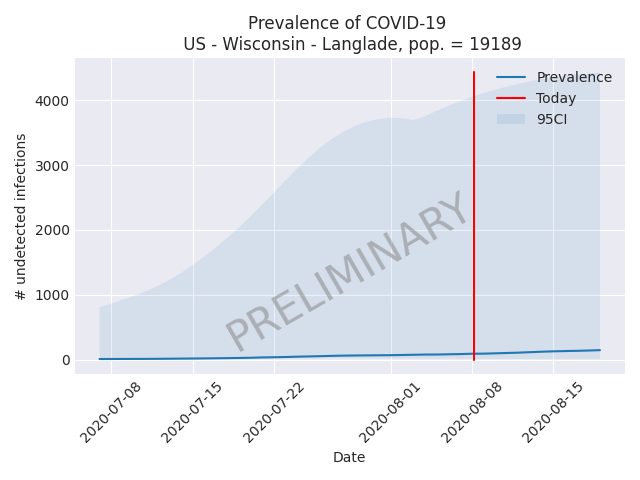 Prevalence of COVID-19
US - Wisconsin - Langlade, pop. = 19189
Prevalence
Today
95CI
4000
3000
2000
1000
0
# undetected infections
PRELIMINARY
2020-07-08
2020-07-15
2020-07-22
2020-08-01
2020-08-08
2020-08-15
Date